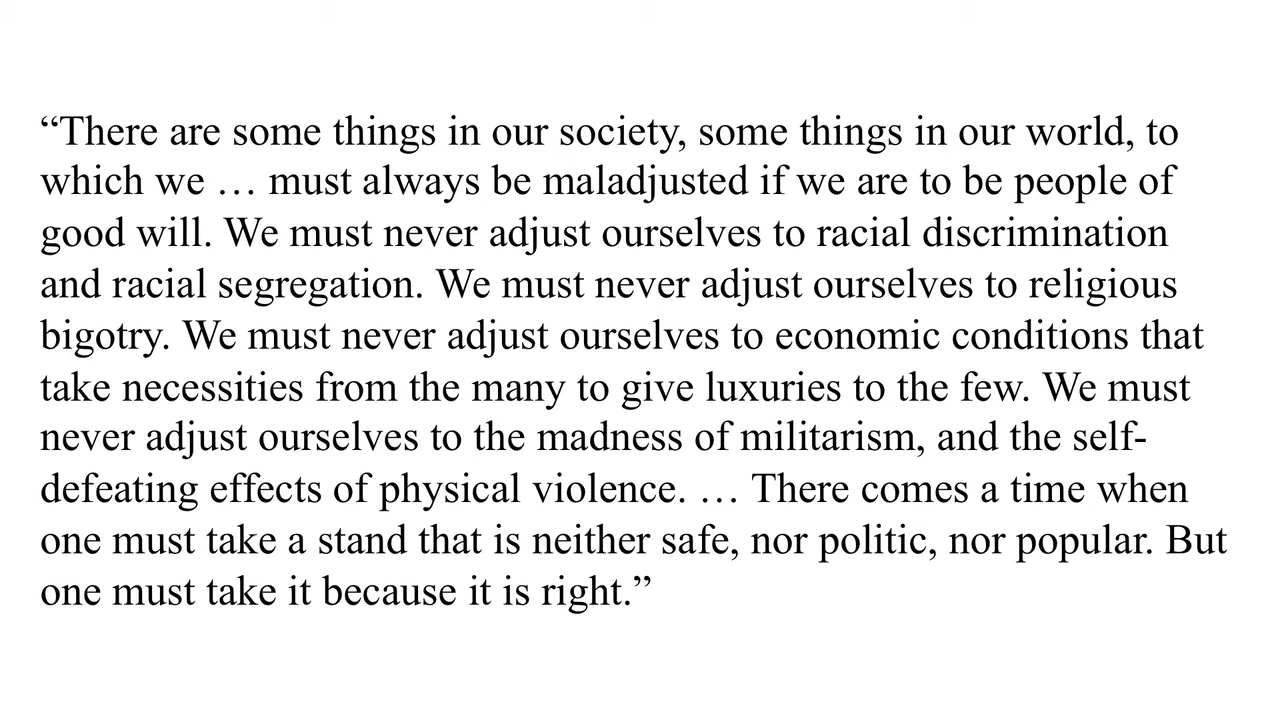 “There are some things in our society, some things in our world, to
which we … must always be maladjusted if we are to be people of
good will. We must never adjust ourselves to racial discrimination
and racial segregation. We must never adjust ourselves to religious
bigotry. We must never adjust ourselves to economic conditions that
take necessities from the many to give luxuries to the few. We must
never adjust ourselves to the madness of militarism, and the self-
defeating effects of physical violence. … There comes a time when
one must take a stand that is neither safe, nor politic, nor popular. But
one must take it because it is right.”